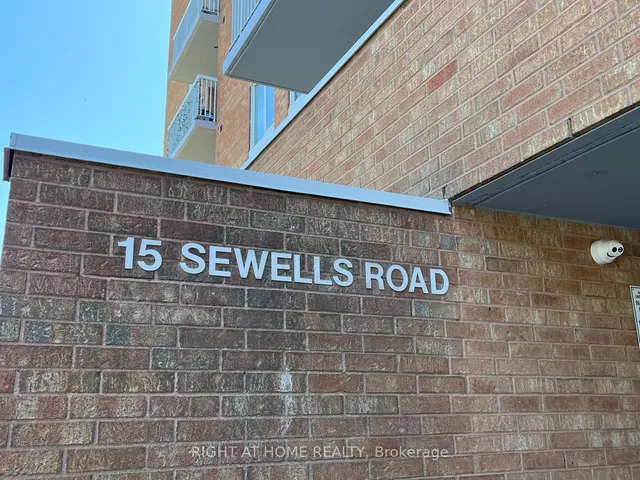 15 SEWELLS ROAD
RIGHT AT HOME REALTY, Brokerage